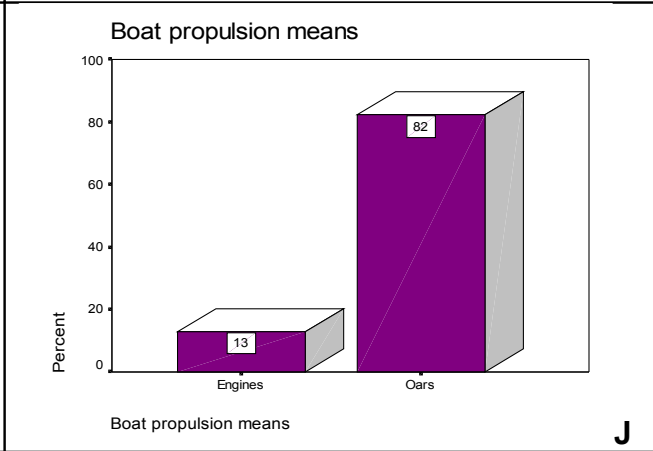 Boat propulsion means
100
80
60
40
20
0
Percent
13
82
Engines Oars
Boat propulsion means
J